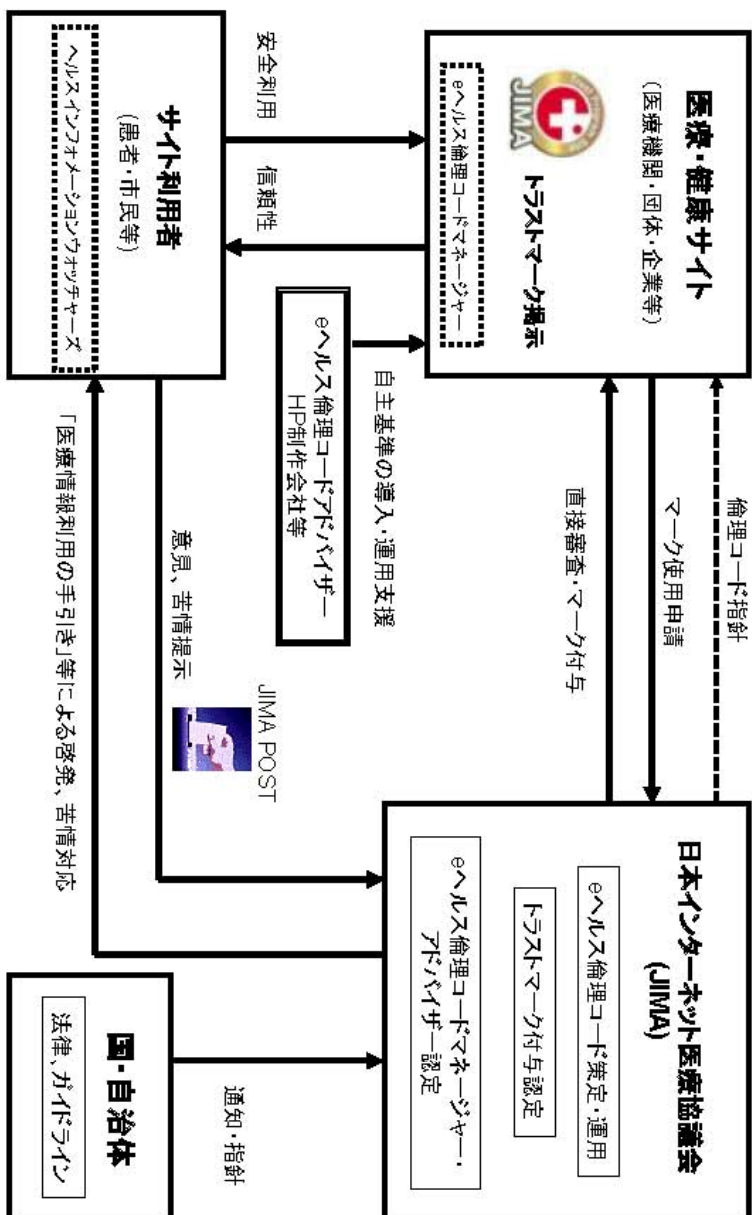 医療・健康サイト
(医療機関・団体・企業等)
JIMA
トラストマーク掲示
eヘルス倫理コードマネージャー
倫理コード指針
マーク使用申請
直接審査・マーク付与
日本インターネット医療協議会
(JIMA)
eヘルス倫理コード策定・運用
トラストマーク付与認定
eヘルス倫理コードマネージャー・
アドバイザー認定
安全利用
信頼性
自主基準の導入・運用支援
eヘルス倫理コードアドバイザー
HP制作会社等
JIMA POST
サイト利用者
(患者・市民等)
ヘルスインフォメーションウォッチャーズ
意見、苦情提示
「医療情報利用の手引き」等による啓発、苦情対応
通知・指針
国・自治体
法律、ガイドライン